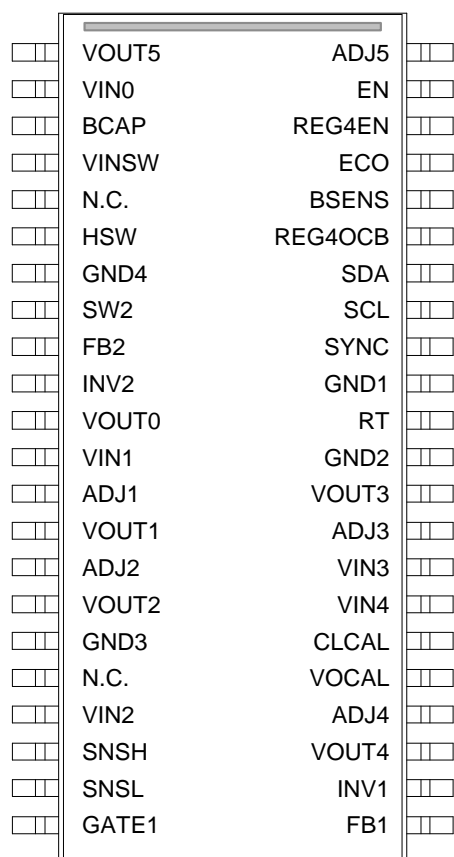 VOUT5 ADJ5
VIN0 EN
BCAP REG4EN
VINSW ECO
N.C. BSENS
HSW REG4OCB
GND4 SDA
SW2 SCL
FB2 SYNC
INV2 GND1
VOUT0 RT
VIN1 GND2
ADJ1 VOUT3
VOUT1 ADJ3
ADJ2 VIN3
VOUT2 VIN4
GND3 CLCAL
N.C. VOCAL
VIN2 ADJ4
SNSH VOUT4
SNSL INV1
GATE1 FB1